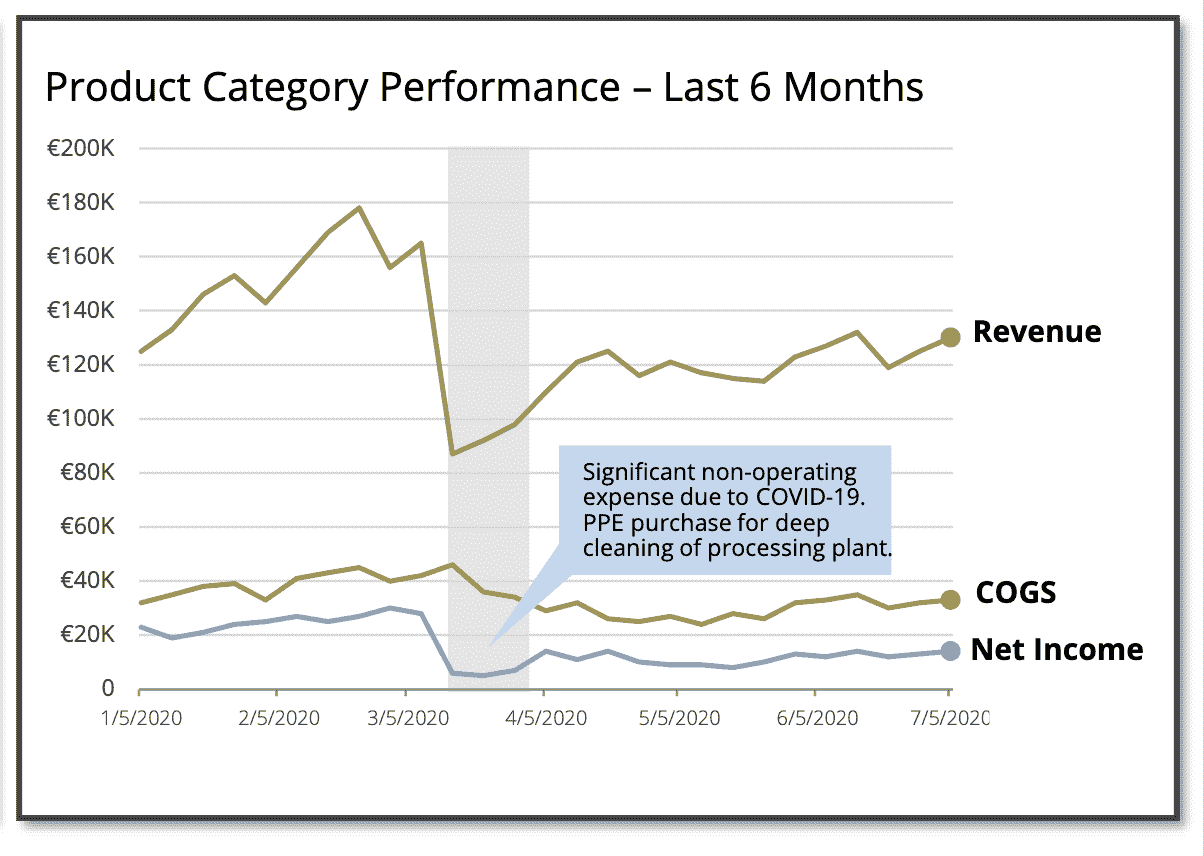 Product Category Performance – Last 6 Months
€200K
€180K
€160K
€140K
€120K
€100K
€80K
€60K
€40K
€20K
0
Revenue
Significant non-operating
expense due to COVID-19.
PPE purchase for deep
cleaning of processing plant.
COGS
Net Income
1/5/2020 2/5/2020 3/5/2020 4/5/2020 5/5/2020 6/5/2020 7/5/2020